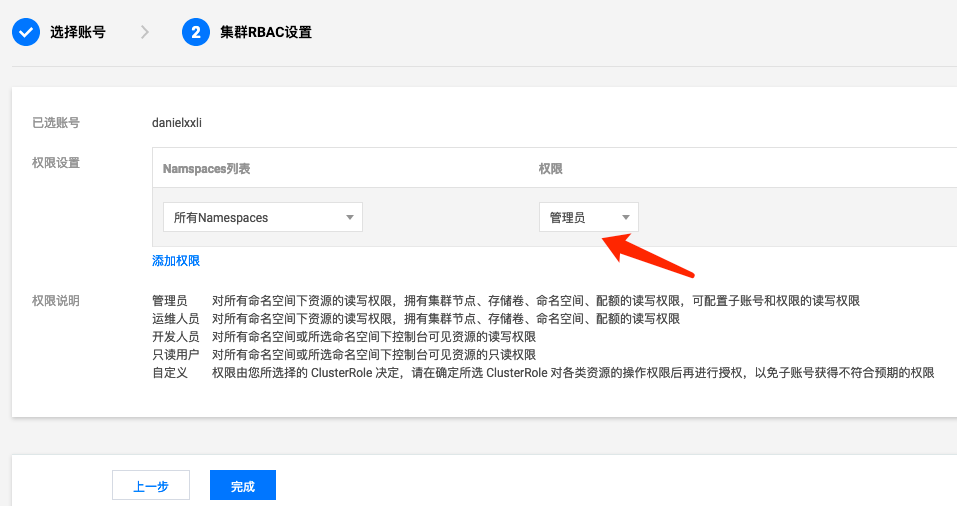 选择账号
2 集群RBAC设置
已选账号 danielxxli
权限设置
Namspaces列表 权限
所有Namespaces 管理员
添加权限
权限说明
管理员 对所有命名空间下资源的读写权限，拥有集群节点、存储卷、命名空间、配额的读写权限，可配置子账号和权限的读写权限
运维人员 对所有命名空间下资源的读写权限，拥有集群节点、存储卷、命名空间、配额的读写权限
开发人员 对所有命名空间或所选命名空间下控制台可见资源的读写权限
只读用户 对所有命名空间或所选命名空间下控制台可见资源的只读权限
自定义 权限由您所选择的 ClusterRole 决定，请在确定所选 ClusterRole 对各类资源的操作权限后再进行授权，以免子账号获得不符合预期的权限
上一步 完成